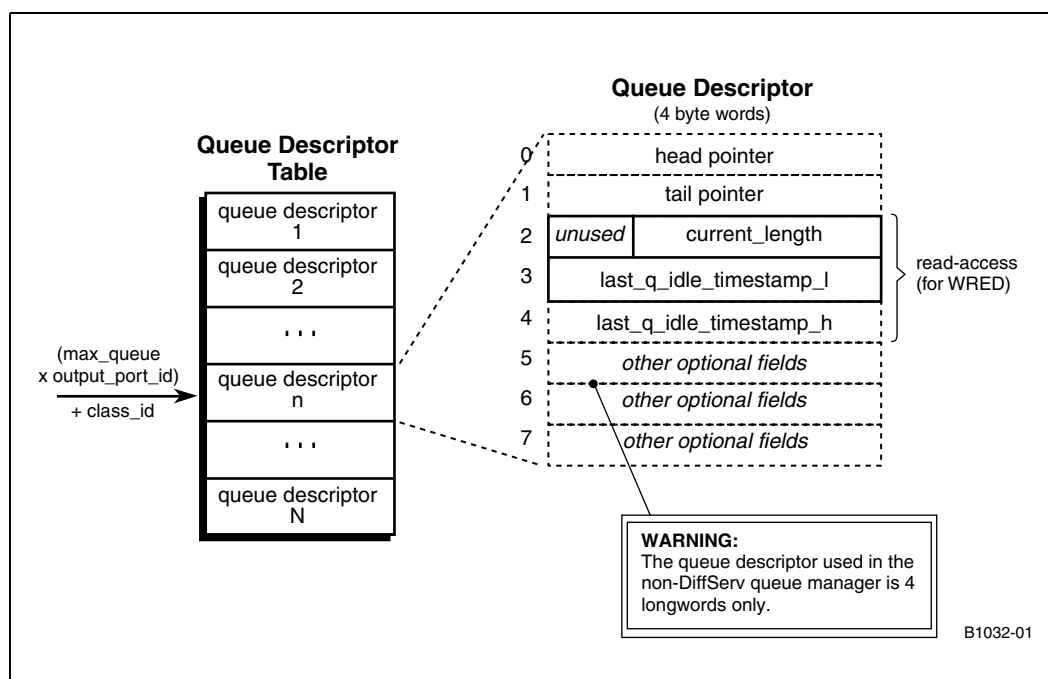 Queue Descriptor
(4 byte words)
Queue Descriptor
Table
queue descriptor
1
queue descriptor
2
. . .
queue descriptor
n
. . .
queue descriptor
N
(max_queue
x output_port_id)
+ class_id
0 head pointer
1 tail pointer
2 unused current_length
3 last_q_idle_timestamp_l
4 last_q_idle_timestamp_h
5 other optional fields
6 other optional fields
7 other optional fields
read-access
(for WRED)
WARNING:
The queue descriptor used in the
non-DiffServ queue manager is 4
longwords only.
B1032-01